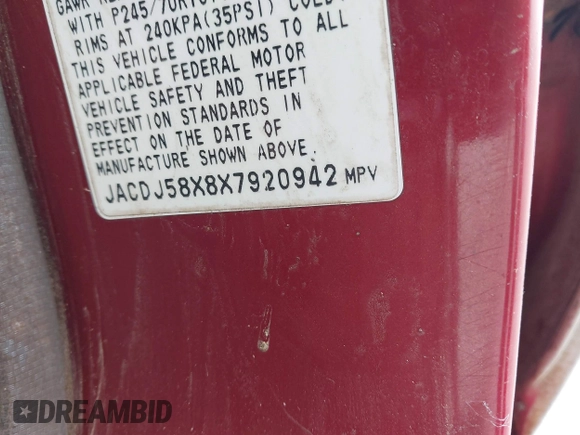 WITH P245/70R16
RIMS AT 240KPA(35PSI) COLD.
THIS VEHICLE CONFORMS TO ALL
APPLICABLE FEDERAL MOTOR
VEHICLE SAFETY AND THEFT
PREVENTION STANDARDS IN
EFFECT ON THE DATE OF
MANUFACTURE SHOWN ABOVE.
JACDJ58X8X7920942 MPV
DREAMBID